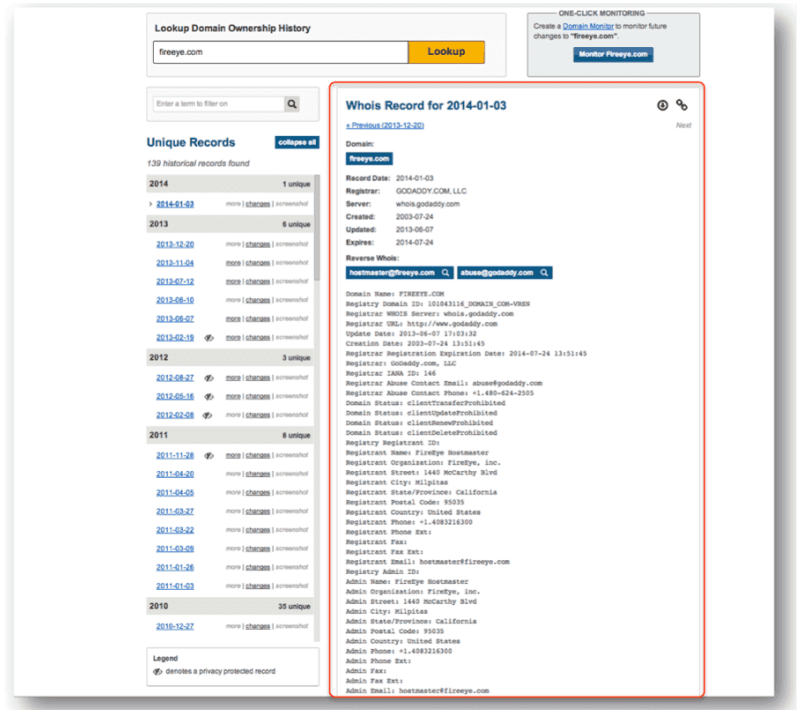 Lookup Domain Ownership History
fireeye.com
Lookup
ONE-CLICK MONITORING
Create a Domain Monitor to monitor future
changes to "fireeye.com".
Monitor Fireeye.com
Enter a term to filter on
Unique Records
collapse all
139 historical records found
2014 1 unique
› 2014-01-03 more | changes | screenshot
2013 6 unique
2013-12-20 more | changes | screenshot
2013-11-04 more | changes | screenshot
2013-07-12 more | changes | screenshot
2013-06-10 more | changes | screenshot
2013-06-07 more | changes | screenshot
2013-02-19 more | changes | screenshot
2012 3 unique
2012-08-27 more | changes | screenshot
2012-05-16 more | changes | screenshot
2012-02-08 more | changes | screenshot
2011 8 unique
2011-11-28 more | changes | screenshot
2011-04-20 more | changes | screenshot
2011-04-05 more | changes | screenshot
2011-03-27 more | changes | screenshot
2011-03-22 more | changes | screenshot
2011-03-09 more | changes | screenshot
2011-01-26 more | changes | screenshot
2011-01-03 more | changes | screenshot
2010 35 unique
2010-12-27 more | changes | screenshot
Legend
denotes a privacy protected record
Whois Record for 2014-01-03
« Previous (2013-12-20) Next
Domain:
fireeye.com
Record Date: 2014-01-03
Registrar: GODADDY.COM, LLC
Server: whois.godaddy.com
Created: 2003-07-24
Updated: 2013-06-07
Expires: 2014-07-24
Reverse Whois:
hostmaster@fireeye.com abuse@godaddy.com
Domain Name: FIREEYE.COM
Registry Domain ID: 101043116_DOMAIN_COM-VRSN
Registrar WHOIS Server: whois.godaddy.com
Registrar URL: http://www.godaddy.com
Update Date: 2013-06-07 17:03:32
Creation Date: 2003-07-24 13:51:45
Registrar Registration Expiration Date: 2014-07-24 13:51:45
Registrar: GoDaddy.com, LLC
Registrar IANA ID: 146
Registrar Abuse Contact Email: abuse@godaddy.com
Registrar Abuse Contact Phone: +1.480-624-2505
Domain Status: clientTransferProhibited
Domain Status: clientUpdateProhibited
Domain Status: clientRenewProhibited
Domain Status: clientDeleteProhibited
Registry Registrant ID:
Registrant Name: FireEye Hostmaster
Registrant Organization: FireEye, inc.
Registrant Street: 1440 McCarthy Blvd
Registrant City: Milpitas
Registrant State/Province: California
Registrant Postal Code: 95035
Registrant Country: United States
Registrant Phone: +1.4083216300
Registrant Phone Ext:
Registrant Fax:
Registrant Fax Ext:
Registrant Email: hostmaster@fireeye.com
Registry Admin ID:
Admin Name: FireEye Hostmaster
Admin Organization: FireEye, inc.
Admin Street: 1440 McCarthy Blvd
Admin City: Milpitas
Admin State/Province: California
Admin Postal Code: 95035
Admin Country: United States
Admin Phone: +1.4083216300
Admin Phone Ext:
Admin Fax:
Admin Fax Ext:
Admin Email: hostmaster@fireeye.com